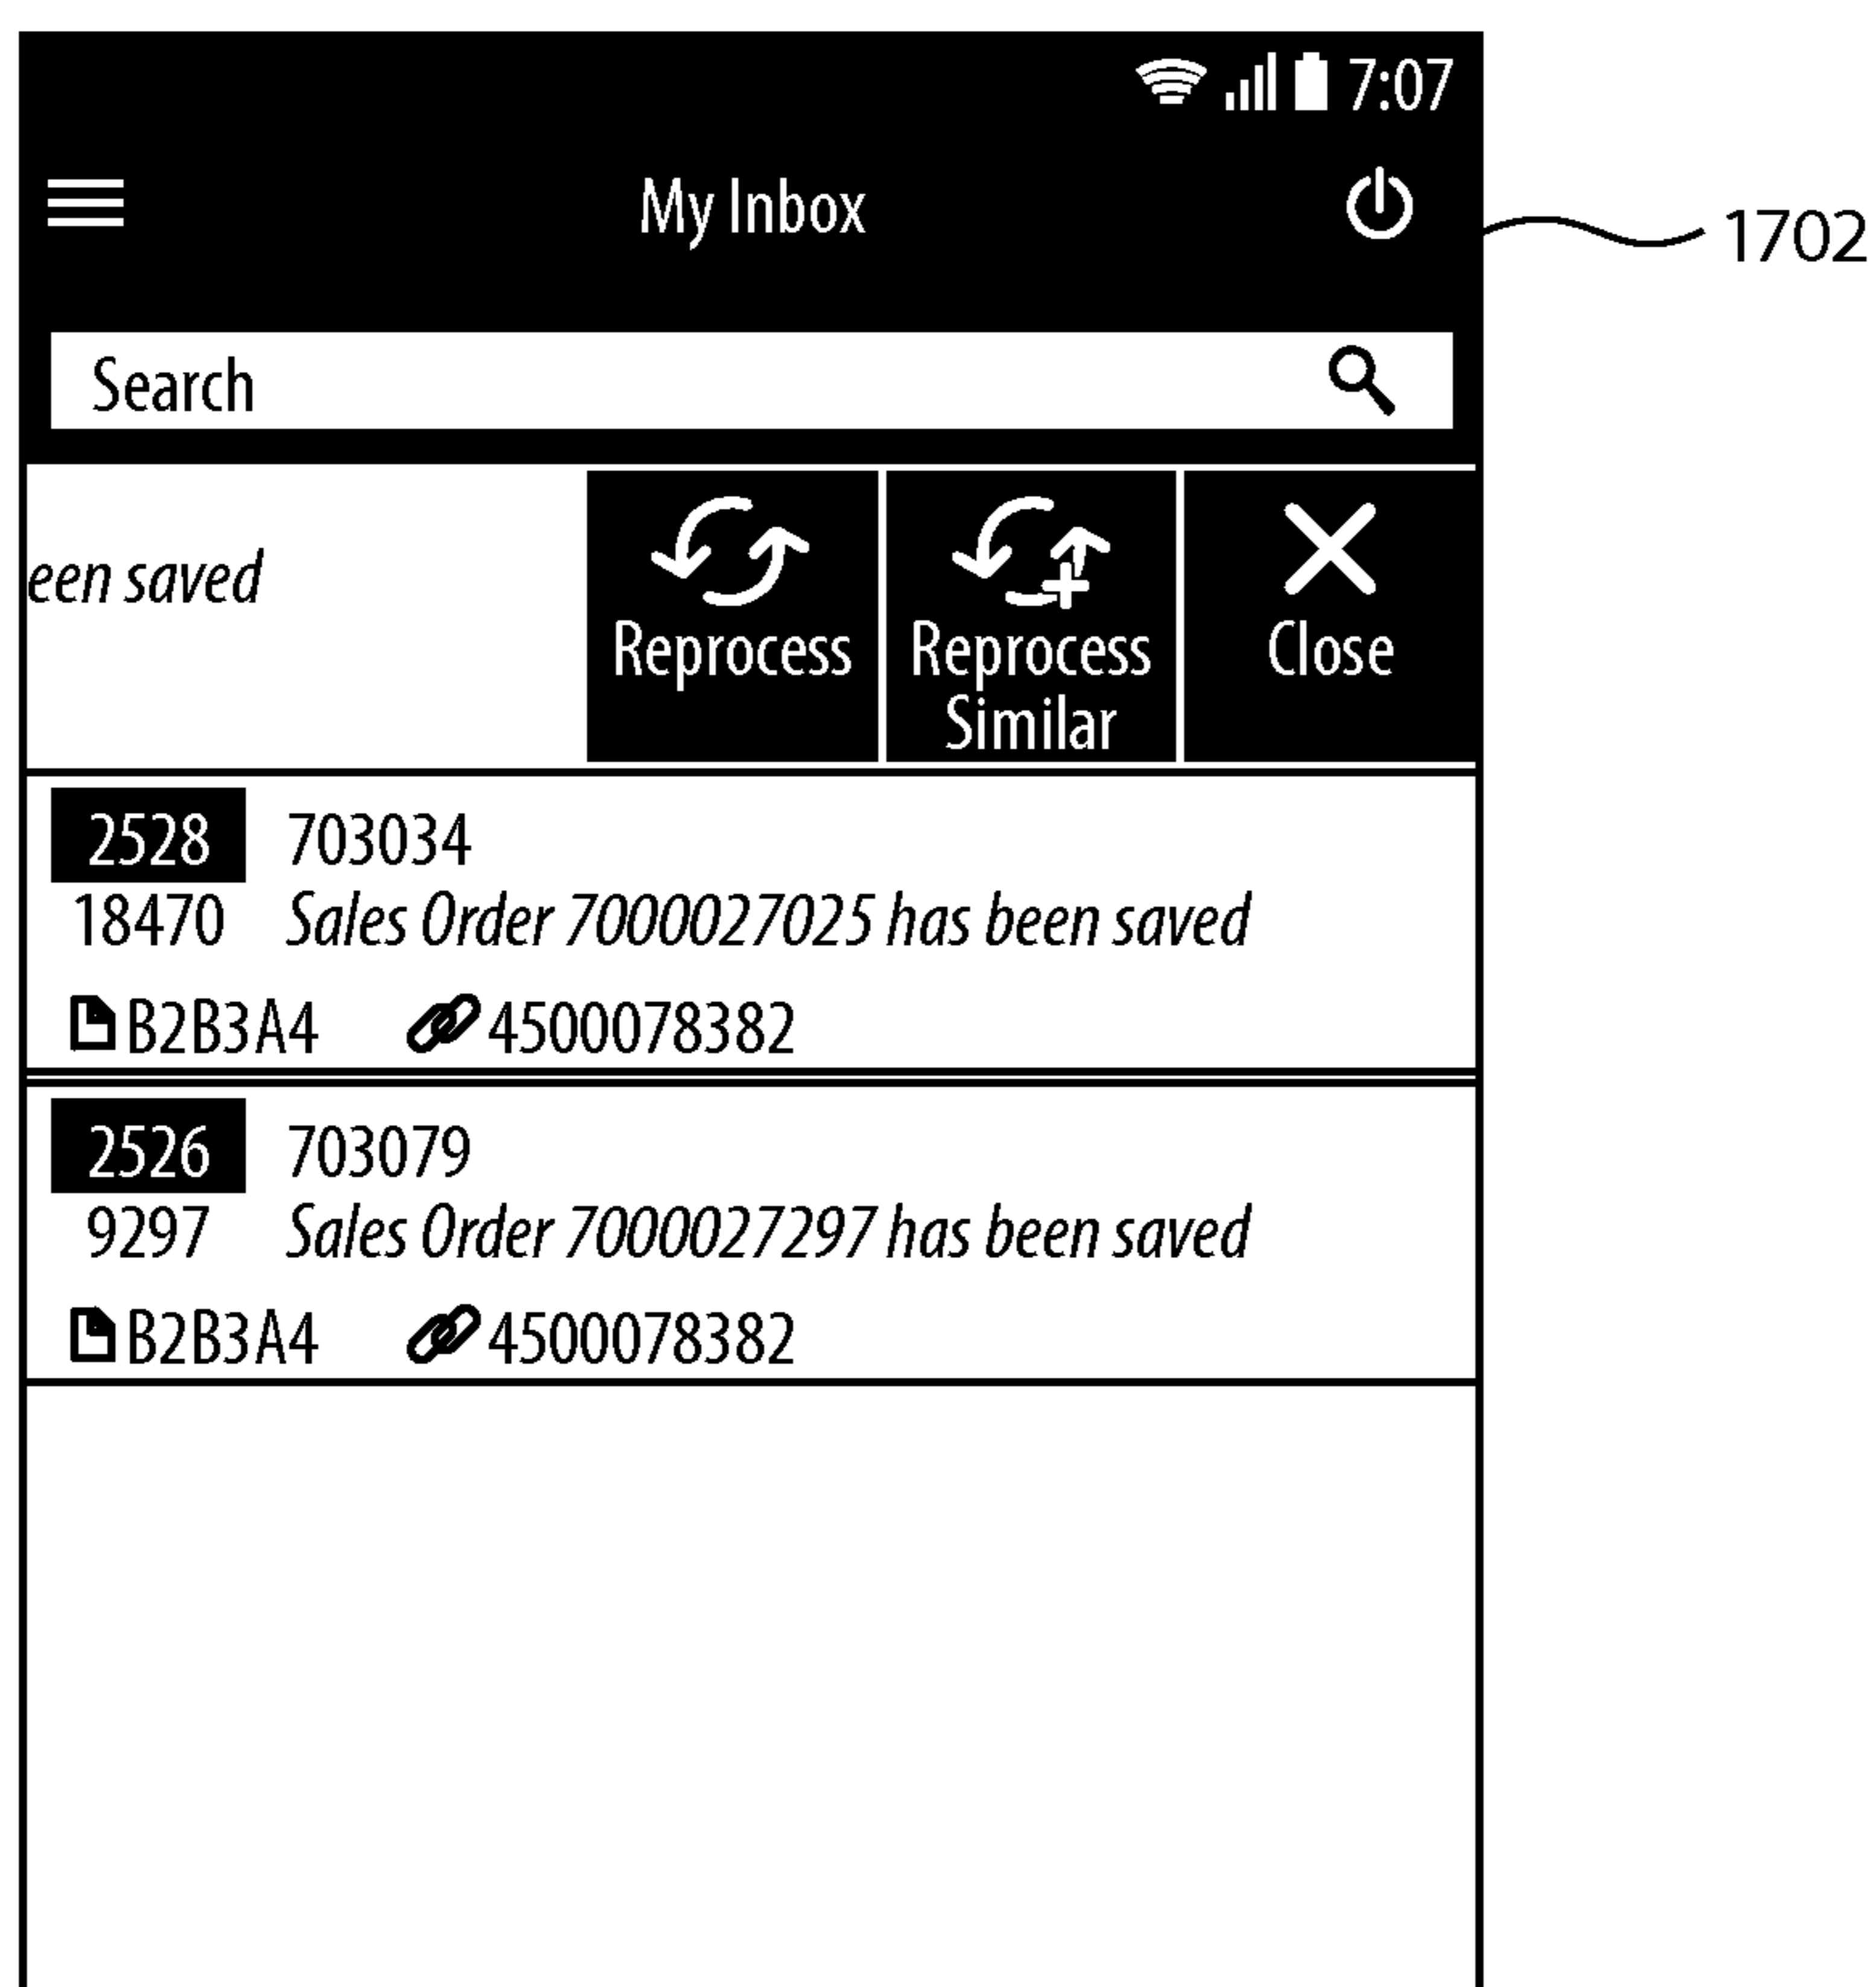 7:07
My Inbox
1702
Search
een saved
Reprocess
Reprocess
Similar
Close
2528 703034
18470 Sales Order 7000027025 has been saved
B2B3A4 4500078382
2526 703079
9297 Sales Order 7000027297 has been saved
B2B3A4 4500078382